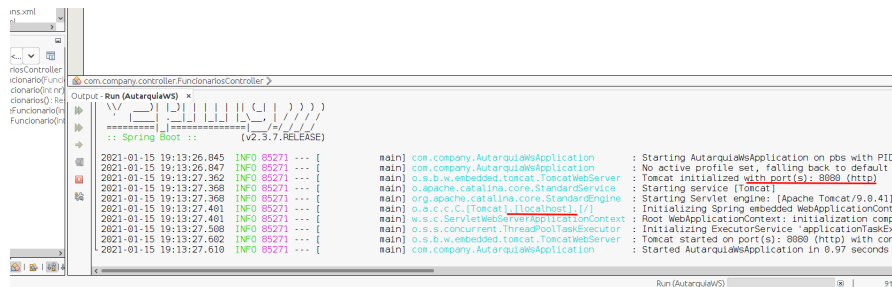 ons.xml
<...
riosController
ncionario(Funci
cionario(int nr)
cionarios() : Re
eFuncionario(in
Funcionario(int
com.company.controller.FuncionariosController
Output - Run (AutarquiaWS) ×
:: Spring Boot :: (v2.3.7.RELEASE)
2021-01-15 19:13:26.845 INFO 85271 --- [ main] com.company.AutarquiaWsApplication : Starting AutarquiaWsApplication on pbs with PID
2021-01-15 19:13:27.362 INFO 85271 --- [ main] com.company.AutarquiaWsApplication : No active profile set, falling back to default
2021-01-15 19:13:27.362 INFO 85271 --- [ main] o.s.b.w.embedded.tomcat.TomcatWebServer : Tomcat initialized with port(s): 8080 (http)
2021-01-15 19:13:27.368 INFO 85271 --- [ main] o.apache.catalina.core.StandardService : Starting service [Tomcat]
2021-01-15 19:13:27.368 INFO 85271 --- [ main] org.apache.catalina.core.StandardEngine : Starting Servlet engine: [Apache Tomcat/9.0.41]
2021-01-15 19:13:27.401 INFO 85271 --- [ main] o.a.c.c.C.[Tomcat].[localhost].[/] : Initializing Spring embedded WebApplicationCont
2021-01-15 19:13:27.401 INFO 85271 --- [ main] w.s.c.ServletWebServerApplicationContext : Root WebApplicationContext: initialization comp
2021-01-15 19:13:27.508 INFO 85271 --- [ main] o.s.s.concurrent.ThreadPoolTaskExecutor : Initializing ExecutorService 'applicationTaskEx
2021-01-15 19:13:27.602 INFO 85271 --- [ main] o.s.b.w.embedded.tomcat.TomcatWebServer : Tomcat started on port(s): 8080 (http) with con
2021-01-15 19:13:27.610 INFO 85271 --- [ main] com.company.AutarquiaWsApplication : Started AutarquiaWsApplication in 0.97 seconds
Run (AutarquiaWS)
91